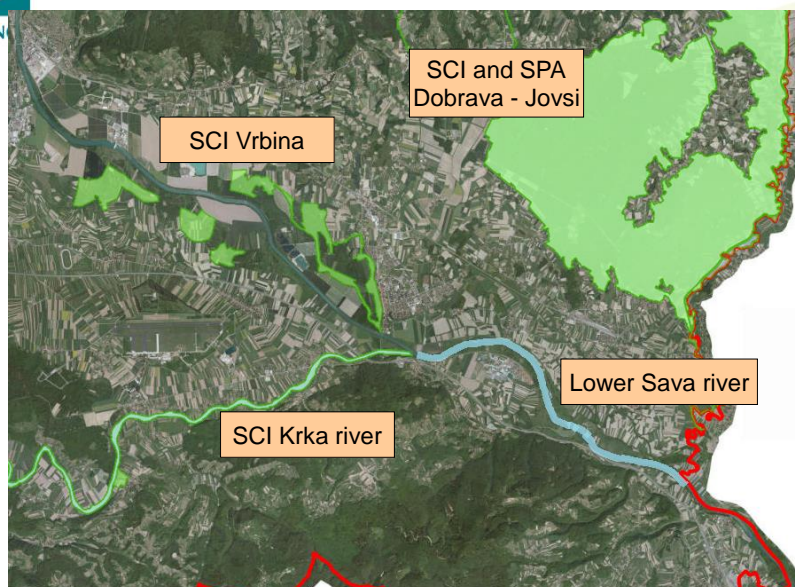 SCI and SPA
Dobrava - Jovsi
SCI Vrbina
Lower Sava river
SCI Krka river